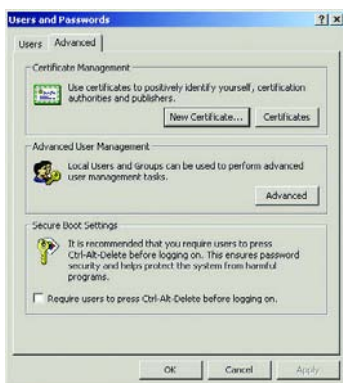 Users and Passwords
Users Advanced
Certificate Management
Use certificates to positively identify yourself, certification
authorities and publishers.
New Certificate... Certificates
Advanced User Management
Local Users and Groups can be used to perform advanced
user management tasks.
Advanced
Secure Boot Settings
It is recommended that you require users to press
Ctrl-Alt-Delete before logging on. This ensures password
security and helps protect the system from harmful
programs.
Require users to press Ctrl-Alt-Delete before logging on.
OK Cancel Apply